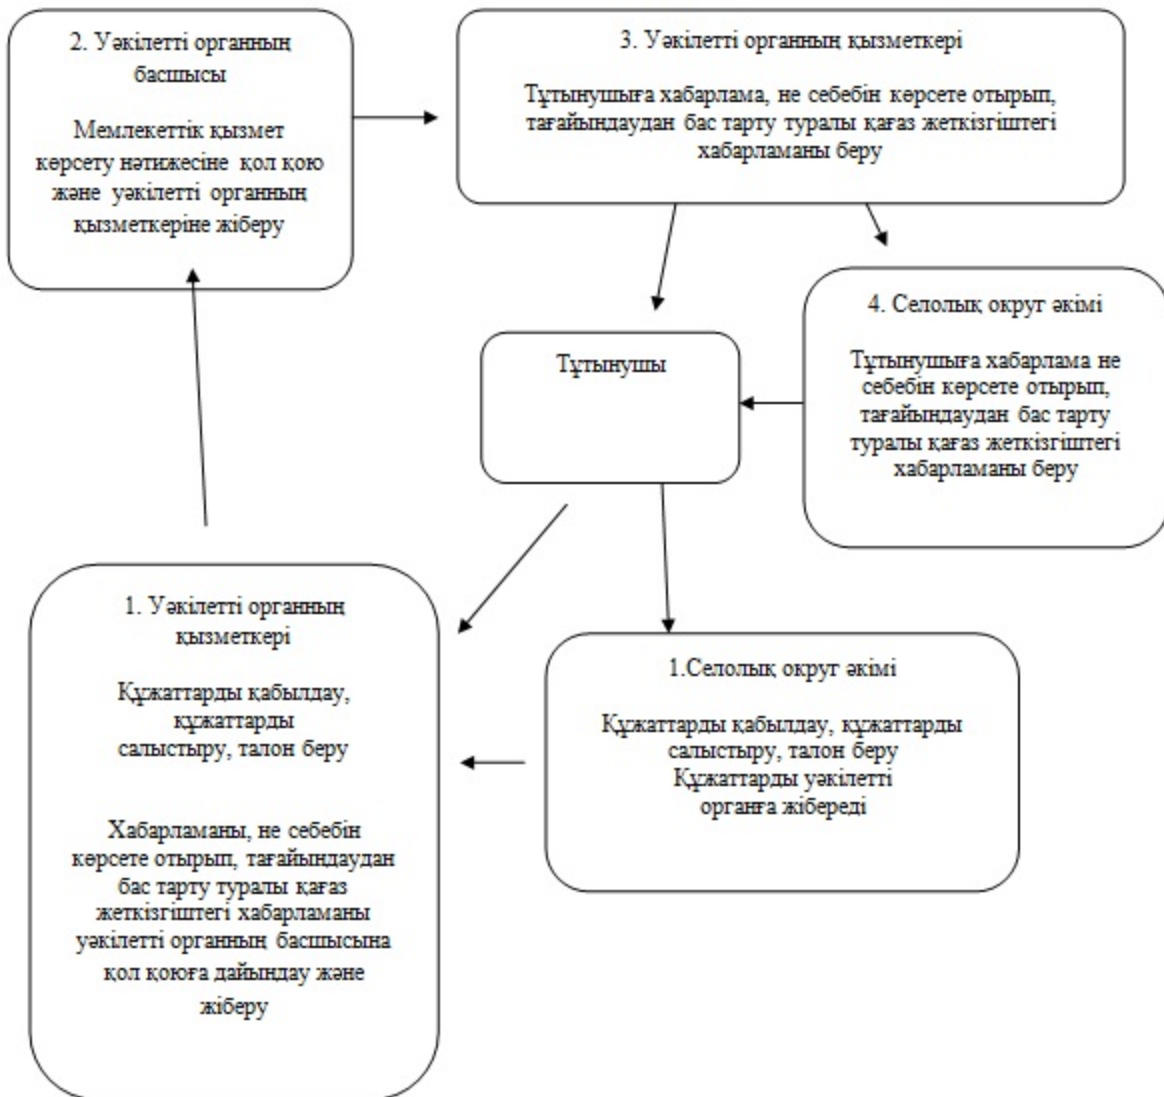 2. Уәкілетті органның
басшысы
Мемлекеттік қызмет
көрсету нәтижесіне қол қою
және уәкілетті органның
қызметкеріне жіберу
3. Уәкілетті органның қызметкері
Тұтынушыға хабарлама, не себебін көрсете отырып,
тағайындаудан бас тарту туралы қағаз жеткізгіштегі
хабарламаны беру
4. Селолық округ әкімі
Тұтынушыға хабарлама не
себебін көрсете отырып,
тағайындаудан бас тарту
туралы қағаз жеткізгіштегі
хабарламаны беру
Тұтынушы
1. Уәкілетті органның
қызметкері
Құжаттарды қабылдау,
құжаттарды
салыстыру, талон беру
Хабарламаны, не себебін
көрсете отырып, тағайындаудан
бас тарту туралы қағаз
жеткізгіштегі хабарламаны
уәкілетті органның басшысына
қол қоюға дайындау және
жіберу
1.Селолық округ әкімі
Құжаттарды қабылдау, құжаттарды
салыстыру, талон беру
Құжаттарды уәкілетті
органға жібереді